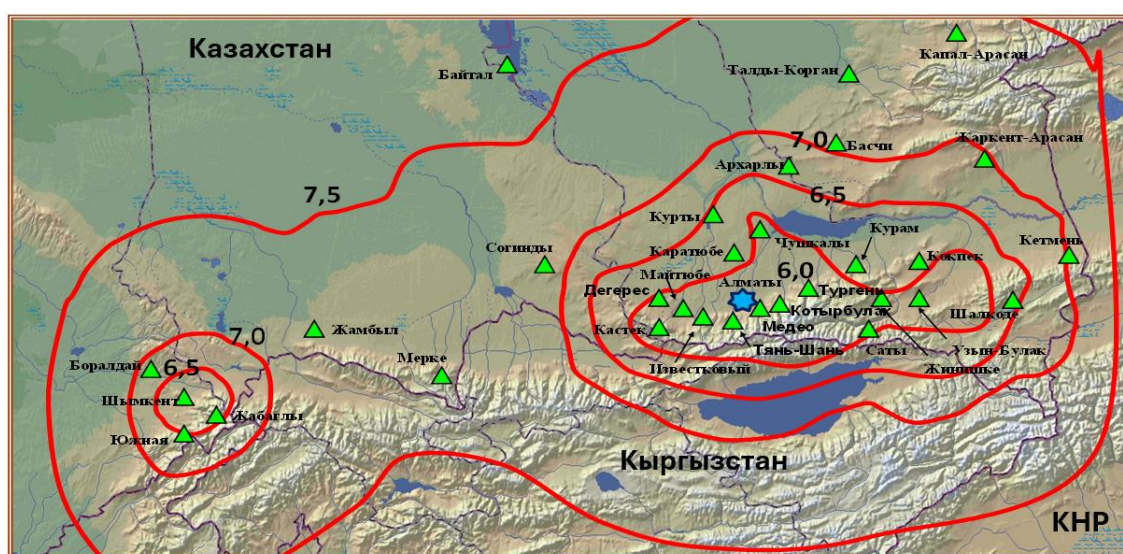 Казахстан
Капал-Арасан
Байтал
Талды-Корган
7,0
Басчи
Жаркент-Арасан
Архарлы
7,5
6,5
Курты
Курам
Согинды
Каратюбе
Чушкалы
Кокпек
Кетмень
Майтюбе
6,0
Дегерес
Алматы
Тургень
Котырбулак
Шалкоде
Жамбыл
7,0
Кастек
Медео
Боралдай
6,5
Мерке
Тянь-Шань
Саты
Узын-Булак
Известковый
Жинишке
Шымкент
Жабаглы
Южная
Кыргызстан
КНР